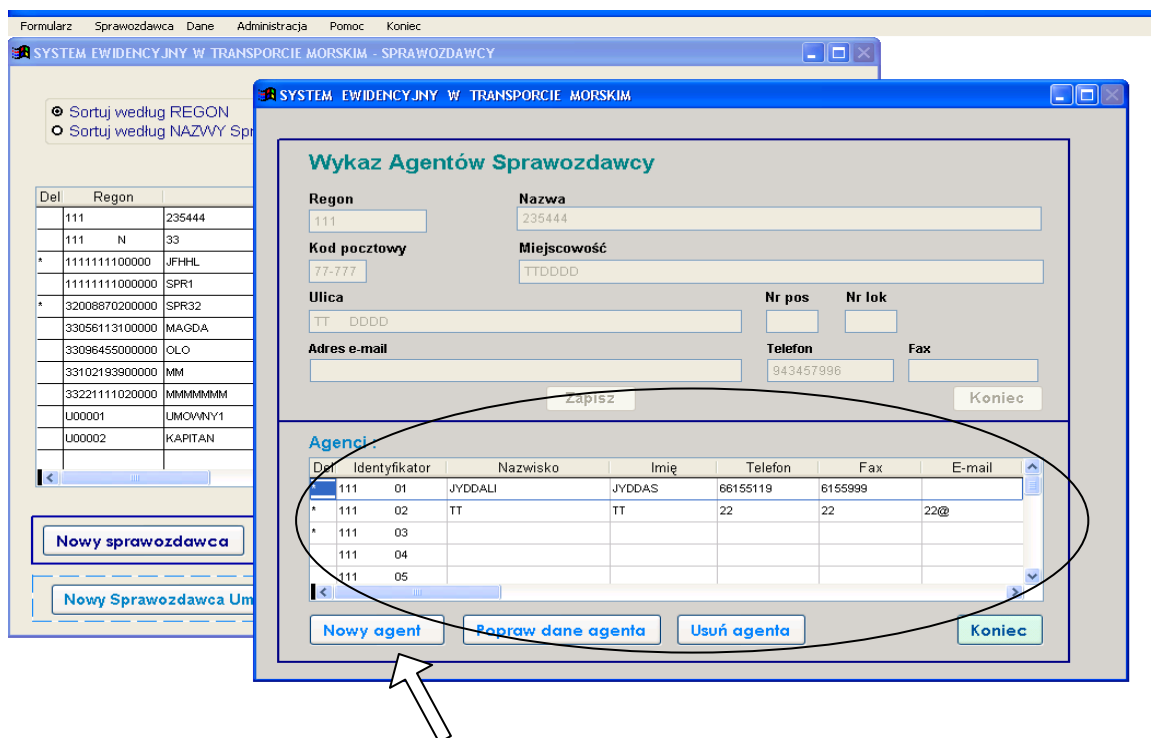 Formularz Sprawozdawca Dane Administracja Pomoc Koniec
SYSTEM EWIDENCYJNY W TRANSPORCIE MORSKIM - SPRAWOZDAWCY
Sortuj według REGON
Sortuj według NAZWY Spr
Del Regon
111 235444
111 N 33
* 1111111100000 JFHHL
11111111000000 SPR1
* 32008870200000 SPR32
33056113100000 MAGDA
33096455000000 OLO
33102193900000 MM
33221111020000 MMMMMMM
U00001 UMOWNY1
U00002 KAPITAN
Nowy sprawozdawca
Nowy Sprawozdawca Um
SYSTEM EWIDENCYJNY W TRANSPORCIE MORSKIM
Wykaz Agentów Sprawozdawcy
Regon Nazwa
111 235444
Kod pocztowy Miejscowość
77-777 TTDDDD
Ulica Nr pos Nr lok
TT DDDD
Adres e-mail Telefon Fax
943457996
Zapisz Koniec
Agenci :
Del Identyfikator Nazwisko Imię Telefon Fax E-mail
* 111 01 JYDDALI JYDDAS 66155119 6155999
* 111 02 TT TT 22 22 22@
* 111 03
111 04
111 05
Nowy agent Popraw dane agenta Usuń agenta Koniec